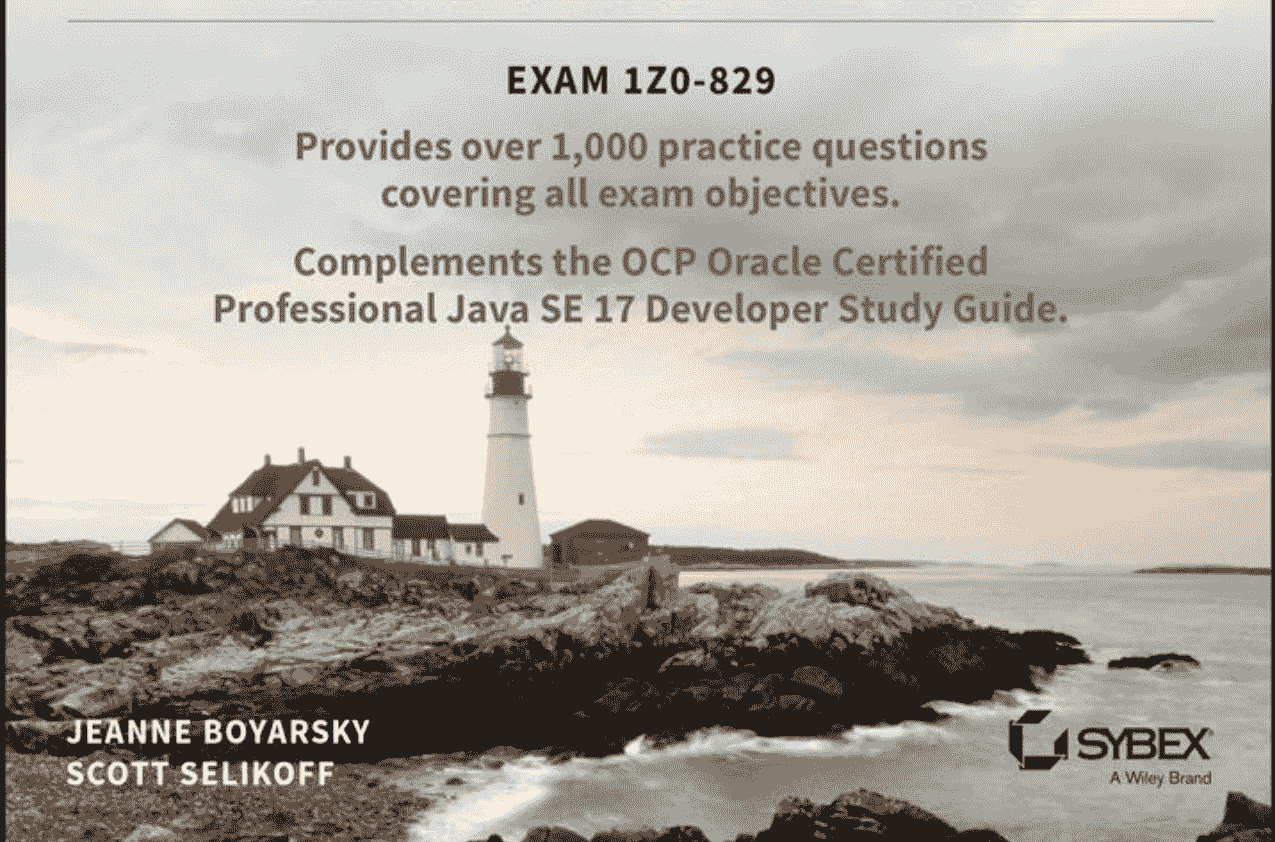 EXAM 1Z0-829
Provides over 1,000 practice questions
covering all exam objectives.
Complements the OCP Oracle Certified
Professional Java SE 17 Developer Study Guide.
JEANNE BOYARSKY
SCOTT SELIKOFF
SYBEX
A Wiley Brand